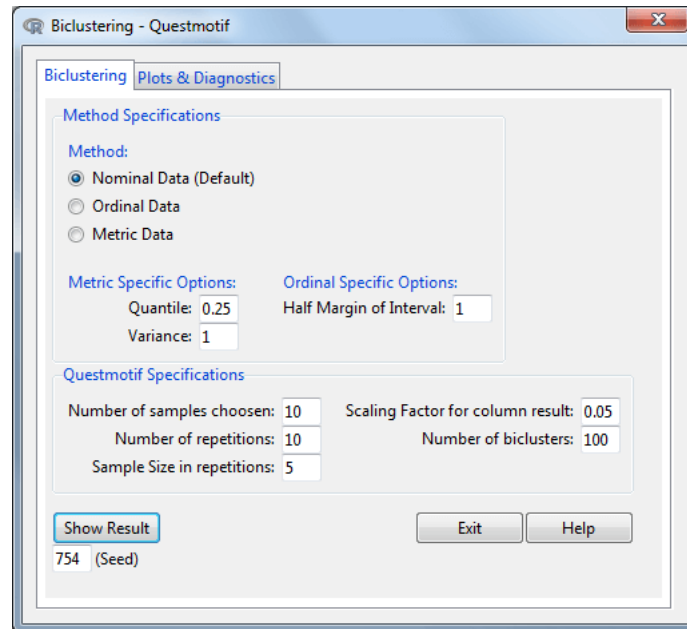 Biclustering - Questmotif
Biclustering Plots & Diagnostics
Method Specifications
Method:
Nominal Data (Default)
Ordinal Data
Metric Data
Metric Specific Options: Ordinal Specific Options:
Quantile: 0.25 Half Margin of Interval: 1
Variance: 1
Questmotif Specifications
Number of samples choosen: 10 Scaling Factor for column result: 0.05
Number of repetitions: 10 Number of biclusters: 100
Sample Size in repetitions: 5
Show Result Exit Help
754 (Seed)